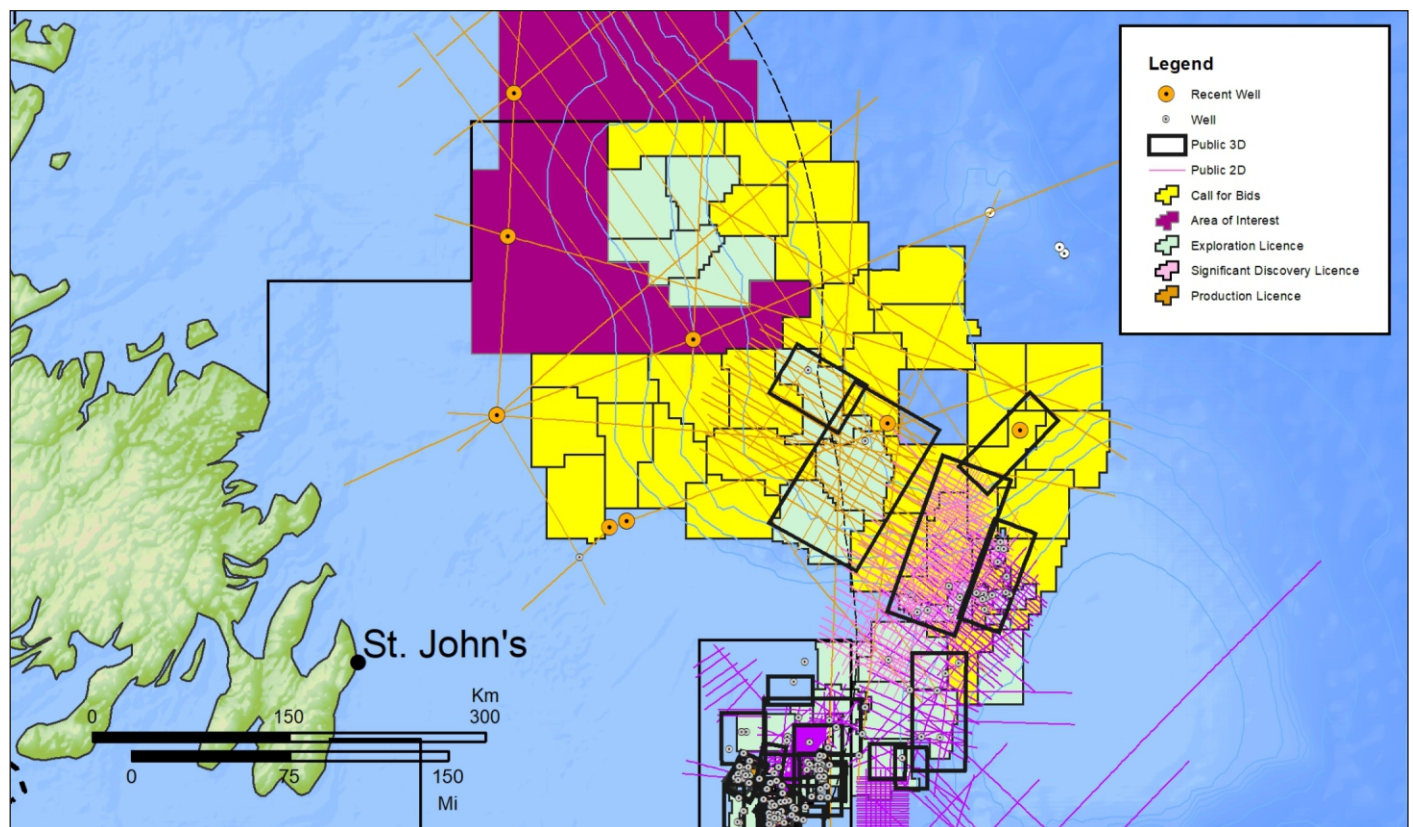 Legend
Recent Well
Well
Public 3D
Public 2D
Call for Bids
Area of Interest
Exploration Licence
Significant Discovery Licence
Production Licence
St. John's
Km
0 150 300
0 75 150
Mi